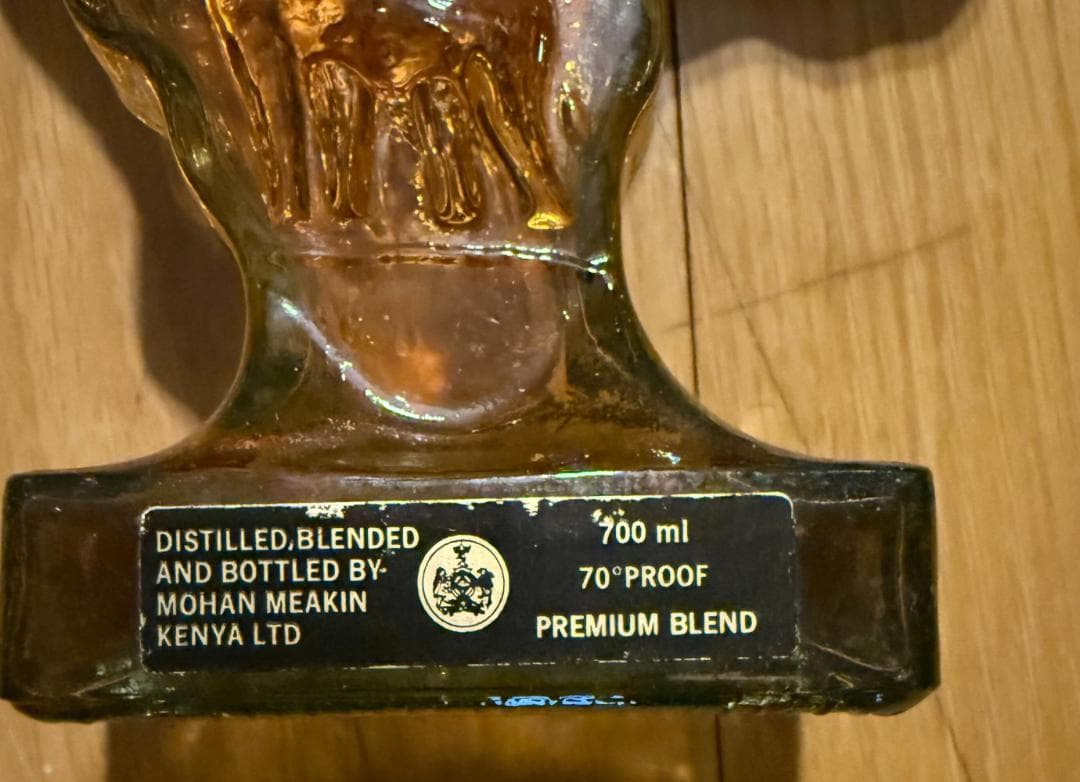 DISTILLED,BLENDED
AND BOTTLED BY-
MOHAN MEAKIN
KENYA LTD
700 ml
70°PROOF
PREMIUM BLEND